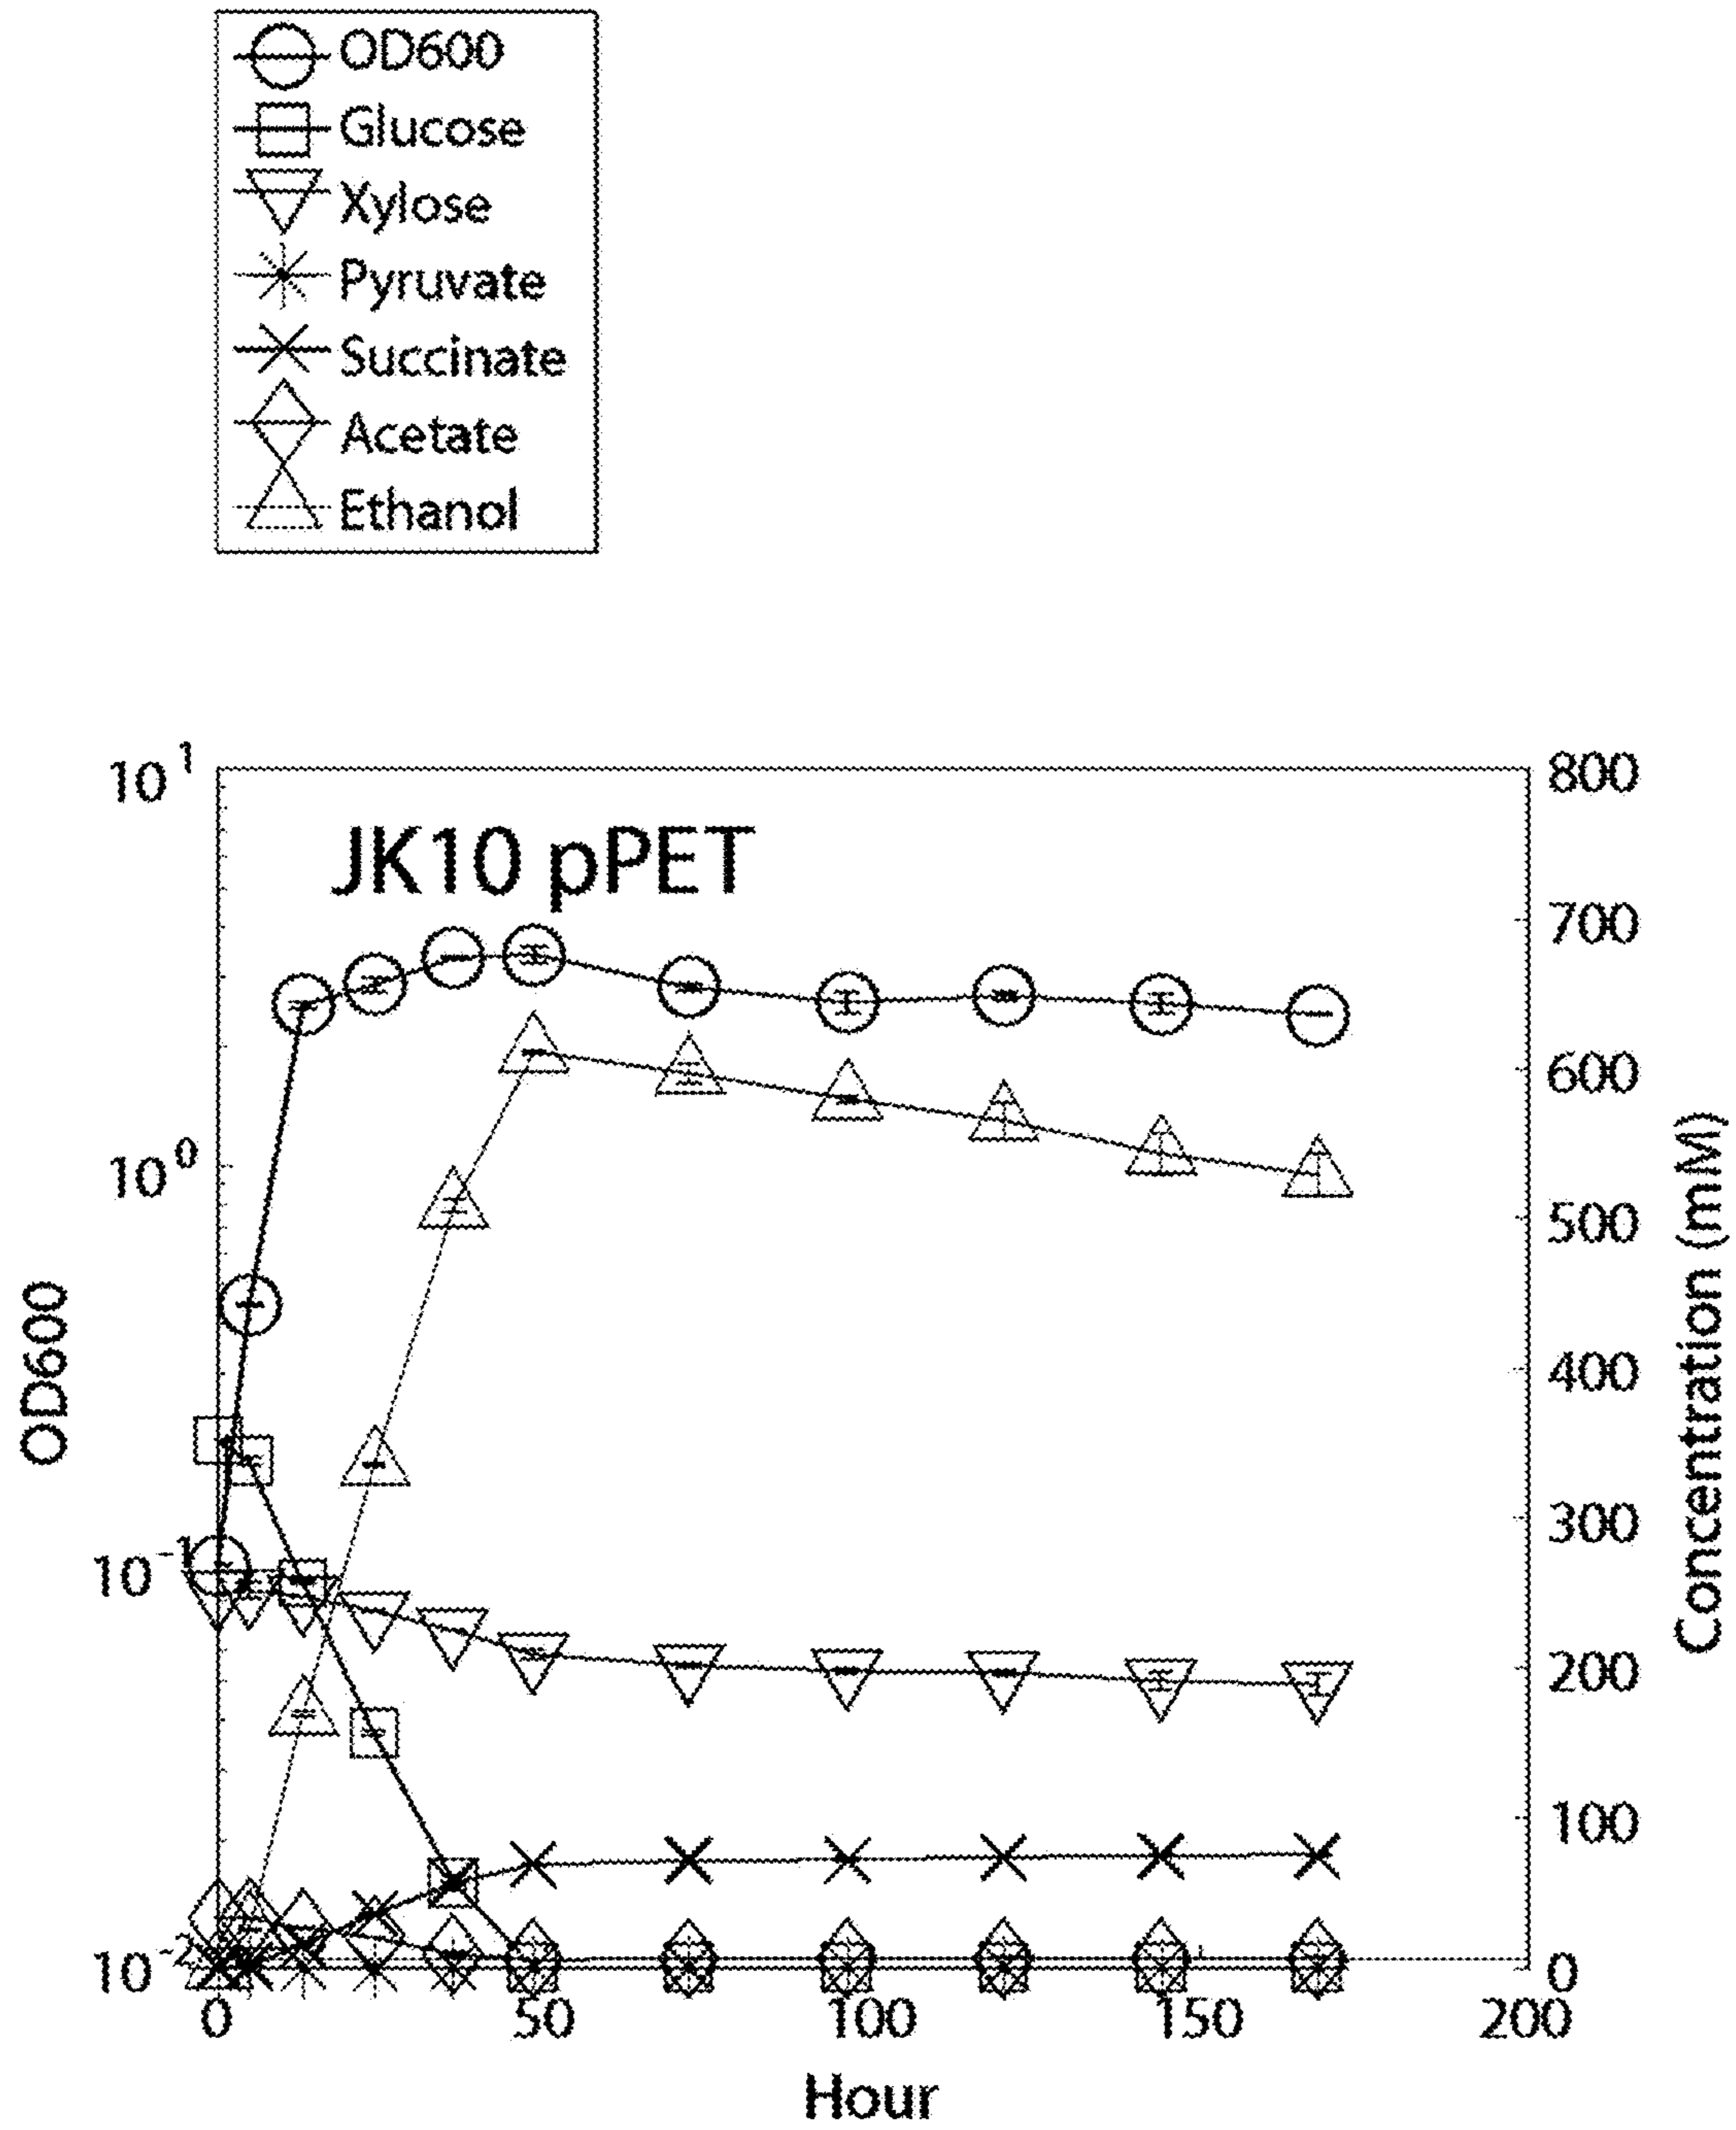 OD600
Glucose
Xylose
Pyruvate
Succinate
Acetate
Ethanol
JK10 pPET
10^1
10^0
10^-1
10^-2
OD600
800
700
600
500
400
300
200
100
0
Concentration (mM)
0 50 100 150 200
Hour